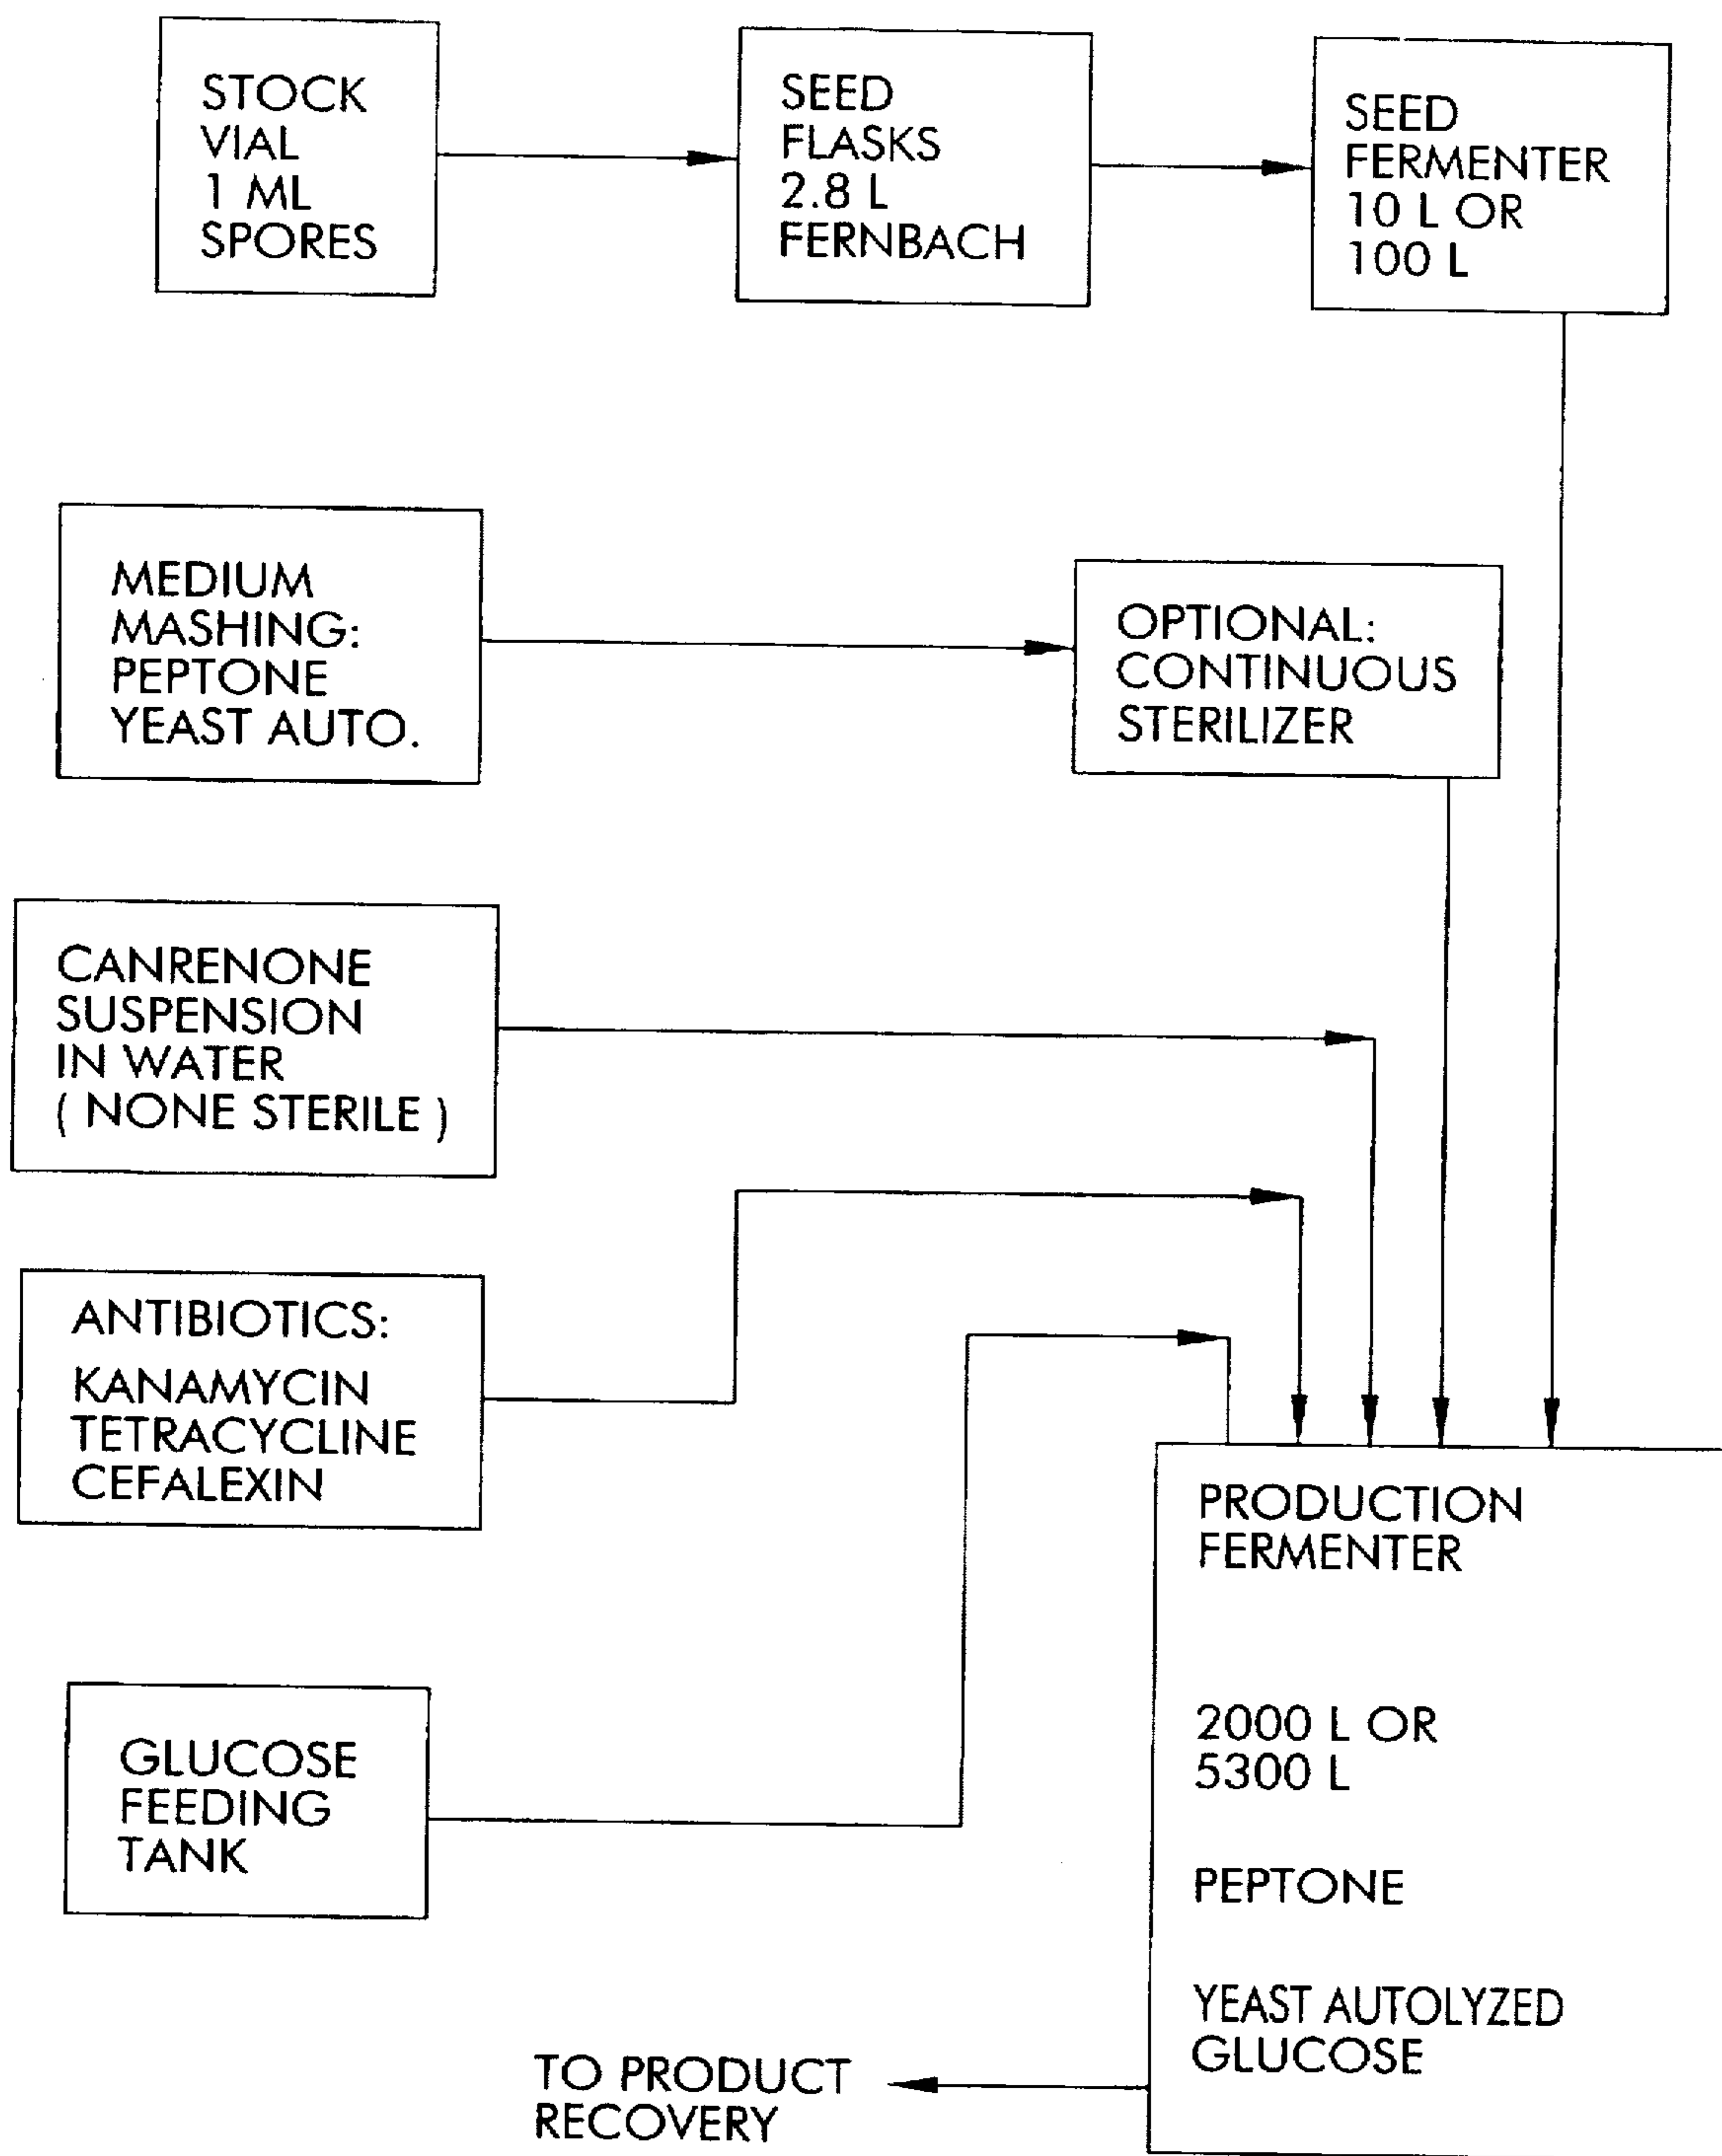 STOCK
VIAL
1 ML
SPORES
SEED
FLASKS
2.8 L
FERNBACH
SEED
FERMENTER
10 L OR
100 L
MEDIUM
MASHING:
PEPTONE
YEAST AUTO.
OPTIONAL:
CONTINUOUS
STERILIZER
CANRENONE
SUSPENSION
IN WATER
( NONE STERILE )
ANTIBIOTICS:
KANAMYCIN
TETRACYCLINE
CEFALEXIN
GLUCOSE
FEEDING
TANK
PRODUCTION
FERMENTER
2000 L OR
5300 L
PEPTONE
YEAST AUTOLYZED
GLUCOSE
TO PRODUCT
RECOVERY